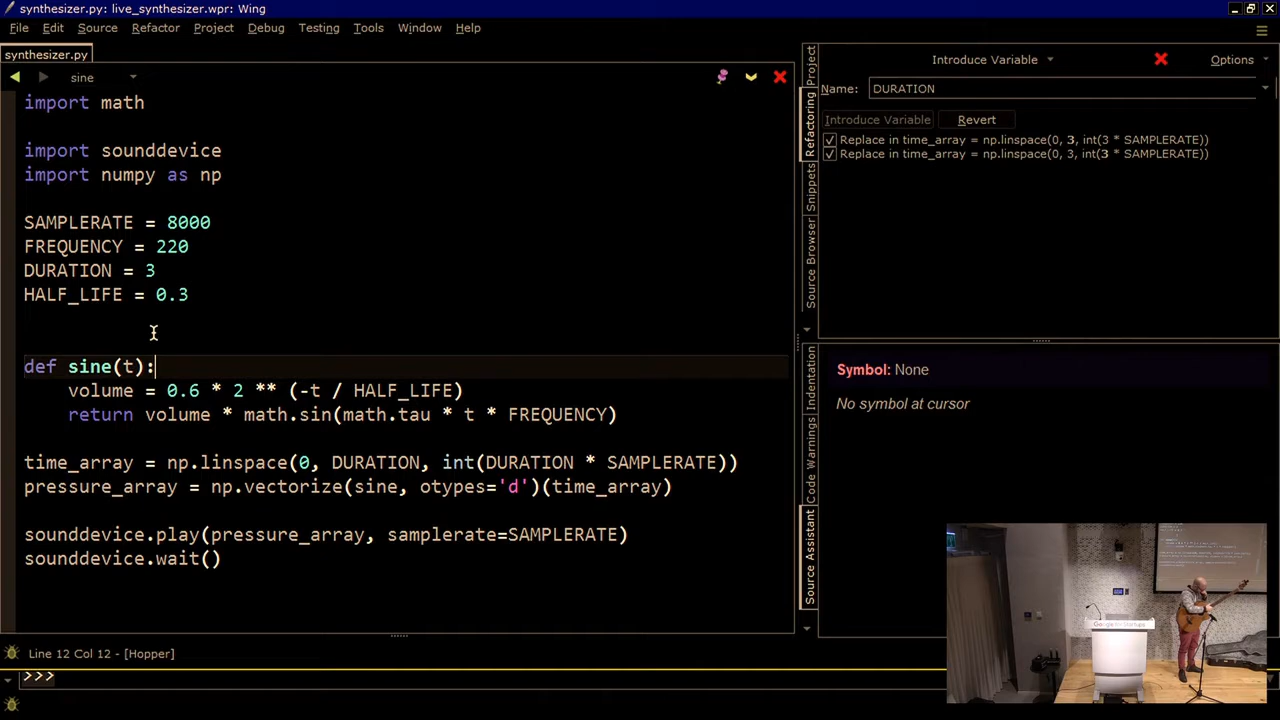 synthesizer.py: live_synthesizer.wpr: Wing
File Edit Source Refactor Project Debug Testing Tools Window Help
synthesizer.py
sine
import math
import sounddevice
import numpy as np
SAMPLERATE = 8000
FREQUENCY = 220
DURATION = 3
HALF_LIFE = 0.3
def sine(t):
volume = 0.6 * 2 ** (-t / HALF_LIFE)
return volume * math.sin(math.tau * t * FREQUENCY)
time_array = np.linspace(0, DURATION, int(DURATION * SAMPLERATE))
pressure_array = np.vectorize(sine, otypes='d')(time_array)
sounddevice.play(pressure_array, samplerate=SAMPLERATE)
sounddevice.wait()
Line 12 Col 12 - [Hopper]
>>>
Project
Refactoring
Snippets
Source Browser
Introduce Variable
Options
Name: DURATION
Introduce Variable Revert
Replace in time_array = np.linspace(0, 3, int(3 * SAMPLERATE))
Replace in time_array = np.linspace(0, 3, int(3 * SAMPLERATE))
Indentation
Code Warnings
Source Assistant
Symbol: None
No symbol at cursor
Google for Startups